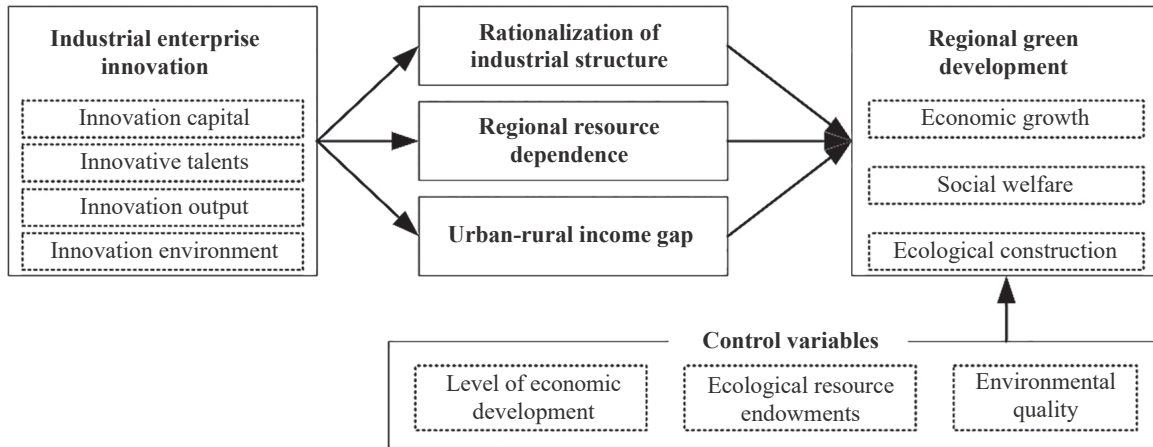 Industrial enterprise
innovation
Innovation capital
Innovative talents
Innovation output
Innovation environment
Rationalization of
industrial structure
Regional resource
dependence
Urban-rural income gap
Regional green
development
Economic growth
Social welfare
Ecological construction
Control variables
Level of economic
development
Ecological resource
endowments
Environmental
quality